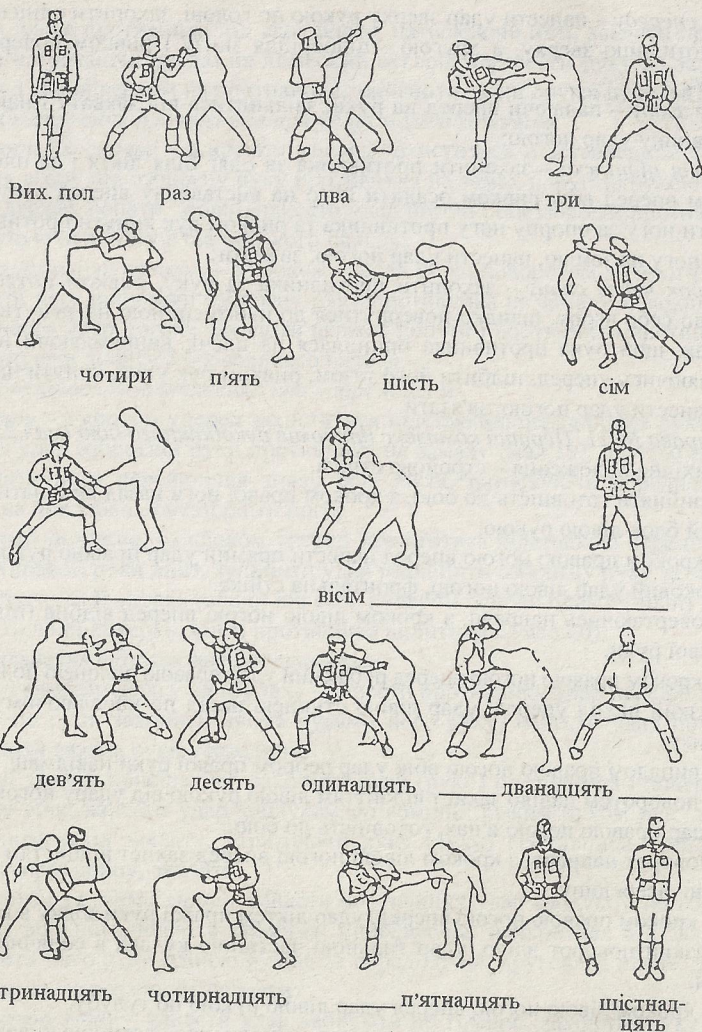 Вих. пол раз два три
чотири п'ять шість сім
вісім
дев'ять десять одинадцять дванадцять
тринадцять чотирнадцять п'ятнадцять шістнад-
цять